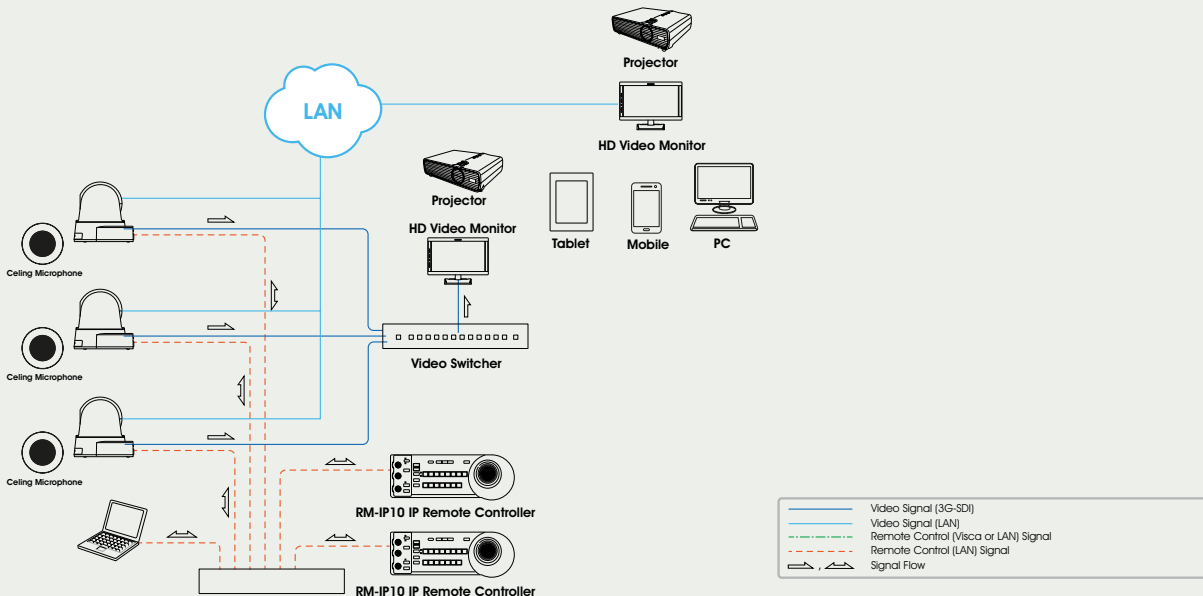 Projector
LAN
HD Video Monitor
Projector
HD Video Monitor
Tablet
Mobile
PC
Celing Microphone
Video Switcher
Celing Microphone
Celing Microphone
RM-IP10 IP Remote Controller
RM-IP10 IP Remote Controller
Video Signal (3G-SDI)
Video Signal (LAN)
Remote Control (Visca or LAN) Signal
Remote Control (LAN) Signal
, Signal Flow